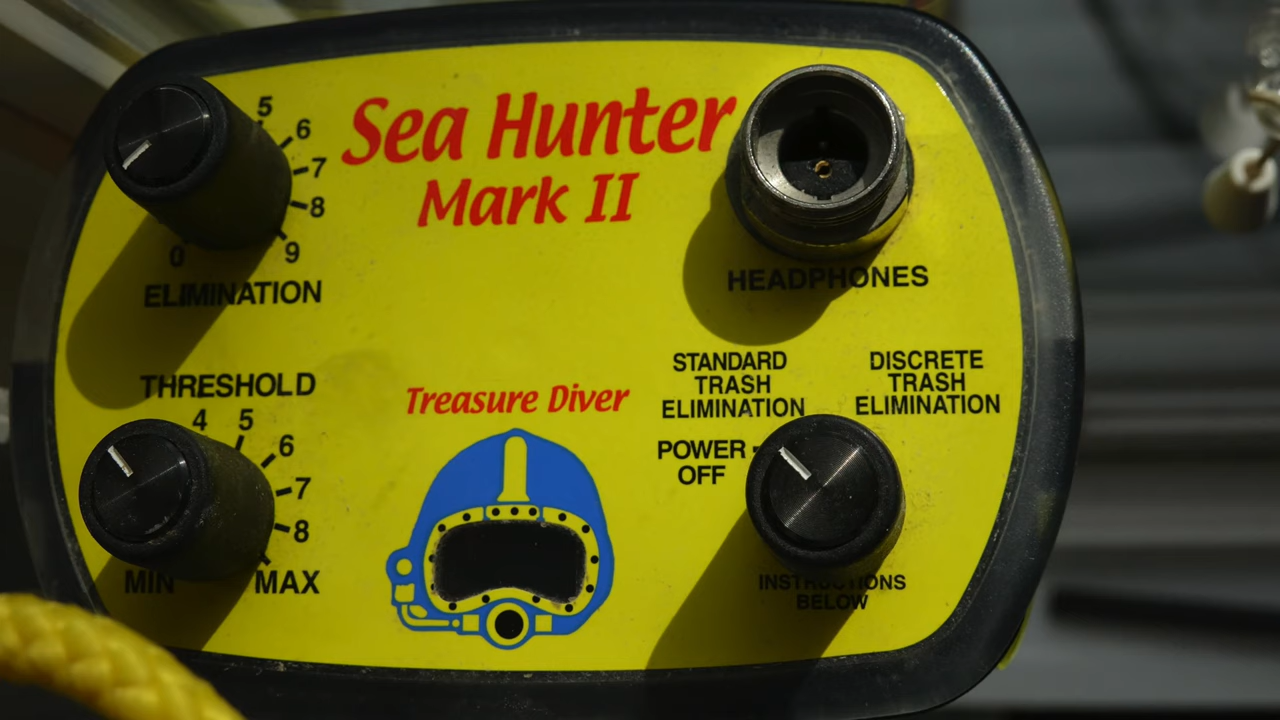 Sea Hunter
Mark II
5
6
7
8
9
0
ELIMINATION
HEADPHONES
THRESHOLD
4
5
6
7
8
MIN
MAX
Treasure Diver
STANDARD
TRASH
ELIMINATION
DISCRETE
TRASH
ELIMINATION
POWER
OFF
INSTRUCTIONS
BELOW